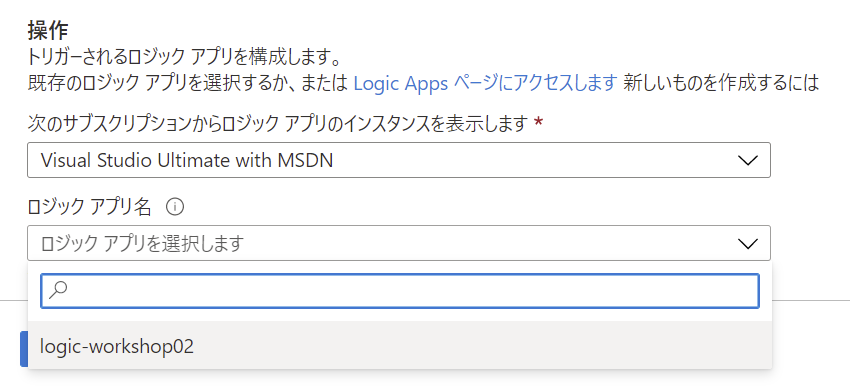 操作
トリガーされるロジック アプリを構成します。
既存のロジック アプリを選択するか、または Logic Apps ページにアクセスします 新しいものを作成するには
次のサブスクリプションからロジック アプリのインスタンスを表示します *
Visual Studio Ultimate with MSDN
ロジック アプリ名
ロジック アプリを選択します
logic-workshop02